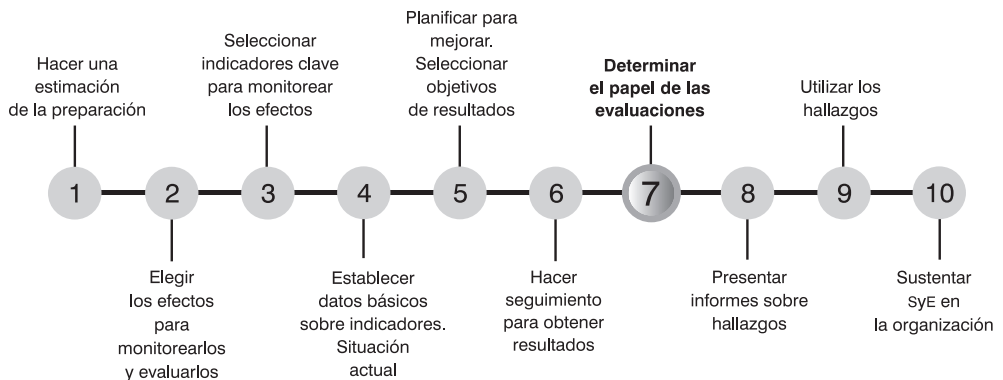 Hacer una
estimación
de la preparación
1
Elegir
los efectos
para
monitorearlos
y evaluarlos
2
Seleccionar
indicadores clave
para monitorear
los efectos
3
Establecer
datos básicos
sobre indicadores.
Situación
actual
4
Planificar para
mejorar.
Seleccionar
objetivos
de resultados
5
Hacer
seguimiento
para obtener
resultados
6
Determinar
el papel de las
evaluaciones
7
Presentar
informes sobre
hallazgos
8
Utilizar los
hallazgos
9
Sustentar
SyE en
la organización
10